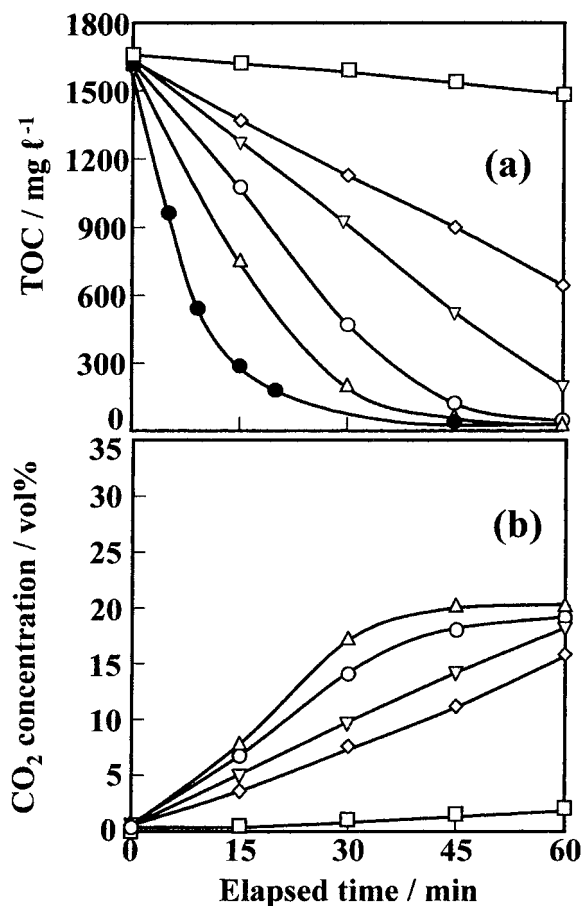 1800
1500
1200
900
600
300
0
TOC / mg ℓ⁻¹
(a)
35
30
25
20
15
10
5
0
CO₂ concentration / vol%
(b)
0 15 30 45 60
Elapsed time / min